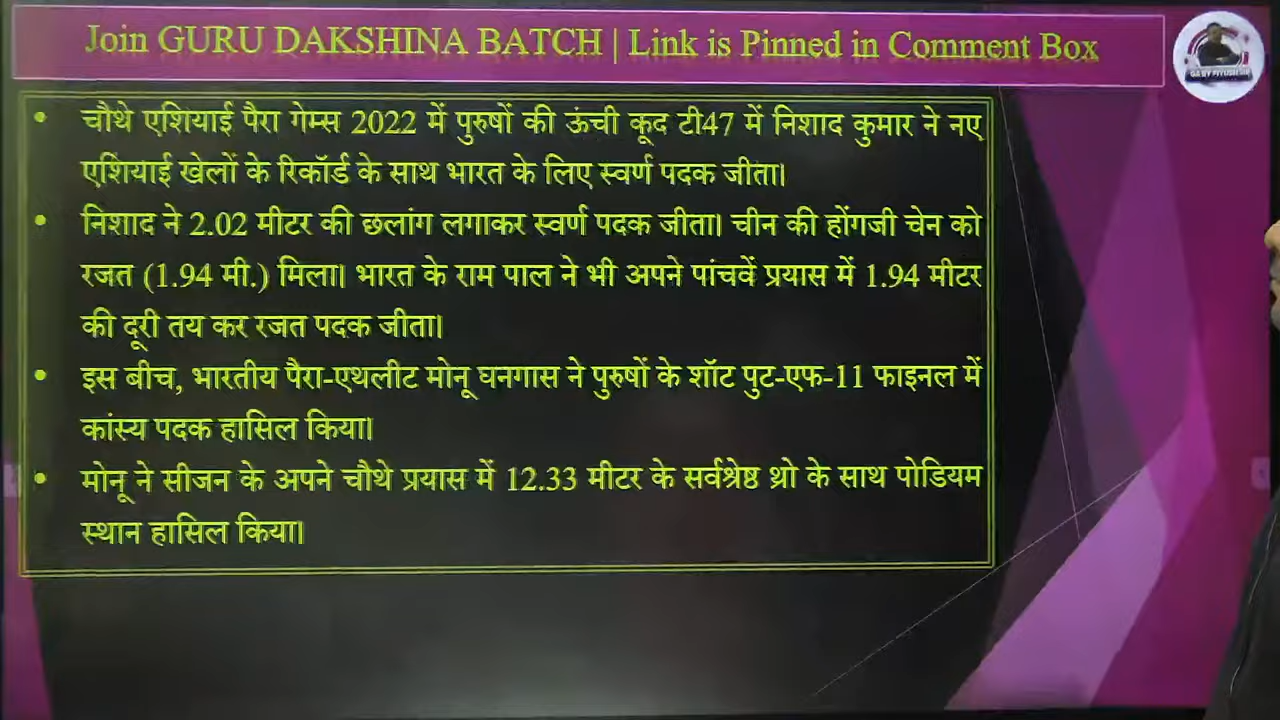 Join GURU DAKSHINA BATCH | Link is Pinned in Comment Box
• चौथे एशियाई पैरा गेम्स 2022 में पुरुषों की ऊंची कूद टी47 में निशाद कुमार ने नए
एशियाई खेलों के रिकॉर्ड के साथ भारत के लिए स्वर्ण पदक जीता।
• निशाद ने 2.02 मीटर की छलांग लगाकर स्वर्ण पदक जीता। चीन की होंगजी चेन को
रजत (1.94 मी.) मिला। भारत के राम पाल ने भी अपने पांचवें प्रयास में 1.94 मीटर
की दूरी तय कर रजत पदक जीता।
• इस बीच, भारतीय पैरा-एथलीट मोनू घनगास ने पुरुषों के शॉट पुट-एफ-11 फाइनल में
कांस्य पदक हासिल किया।
• मोनू ने सीजन के अपने चौथे प्रयास में 12.33 मीटर के सर्वश्रेष्ठ थ्रो के साथ पोडियम
स्थान हासिल किया।